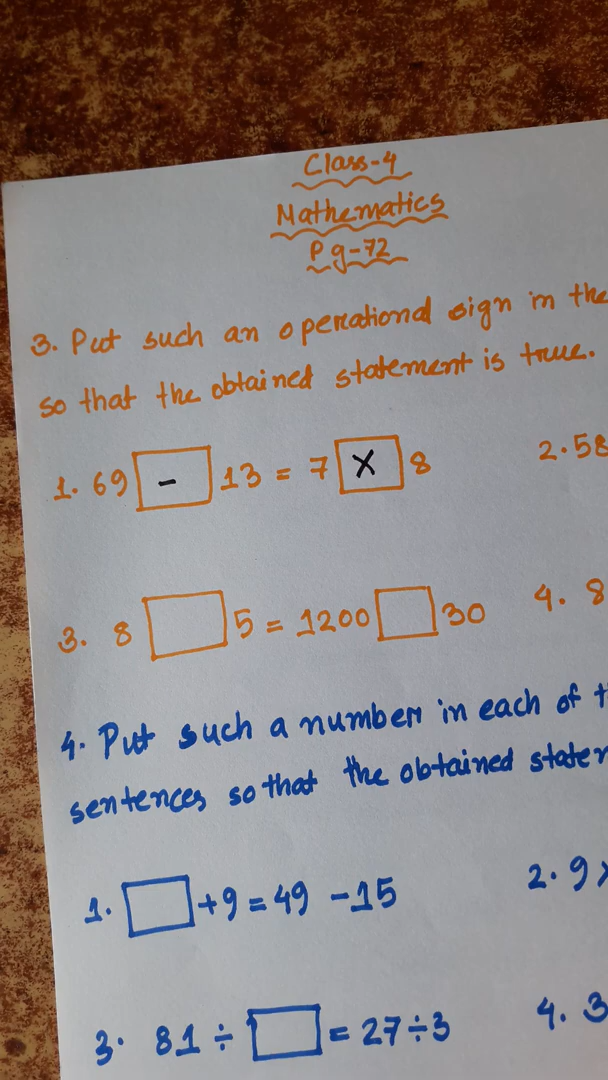 Class-4
Mathematics
Pg-72
3. Put such an operational sign in the
so that the obtained statement is true.
1. 69 - 13 = 7 × 8
2. 58
3. 8 5 = 1200 30
4. 8
4. Put such a number in each of
sentences so that the obtained
1. +9 = 49 - 15
2. 9
3. 81 ÷ = 27 ÷ 3
4. 3